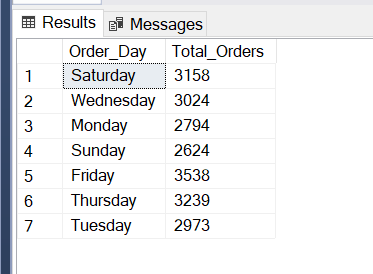 Results Messages
Order_Day Total_Orders
1 Saturday 3158
2 Wednesday 3024
3 Monday 2794
4 Sunday 2624
5 Friday 3538
6 Thursday 3239
7 Tuesday 2973